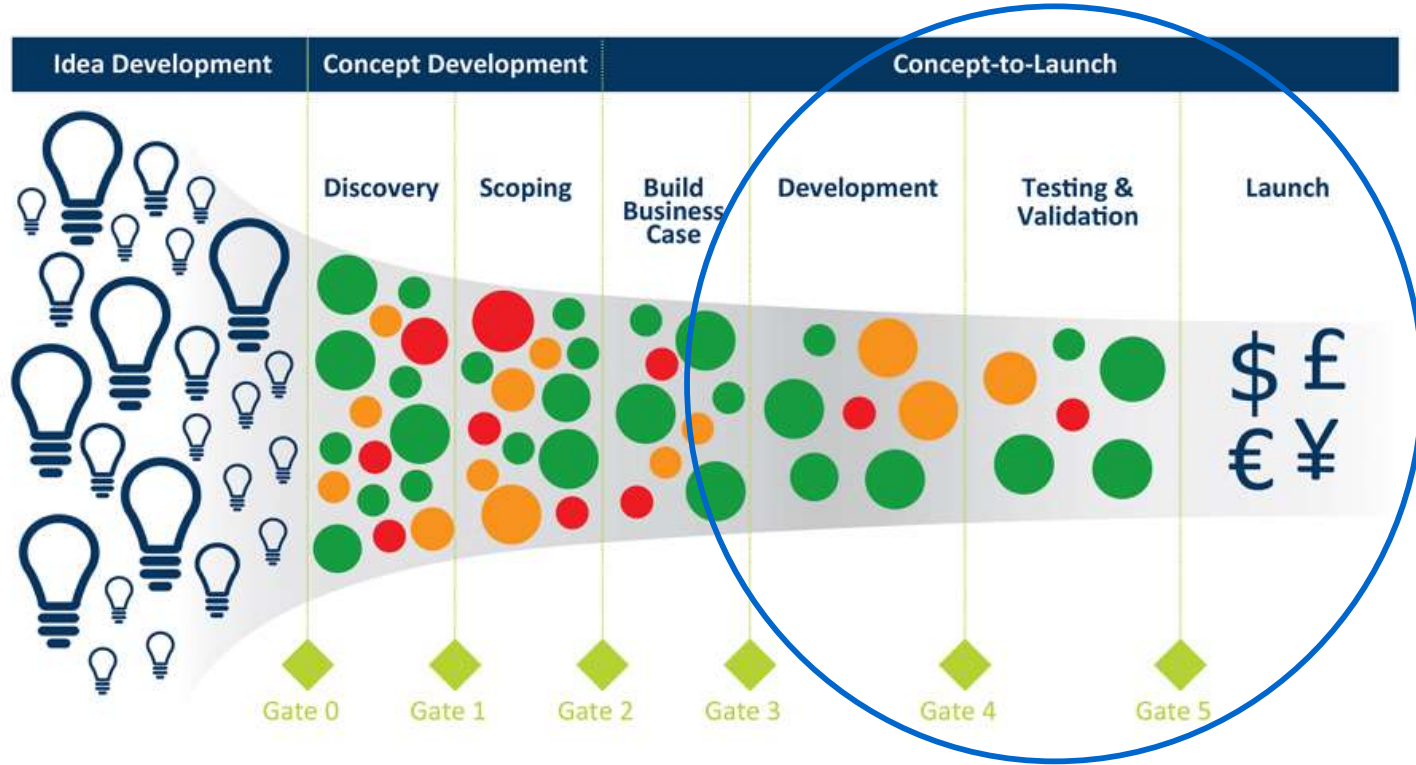 Idea Development
Concept Development
Concept-to-Launch
Discovery
Scoping
Build
Business
Case
Development
Testing &
Validation
Launch
$ £
€ ¥
Gate 0
Gate 1
Gate 2
Gate 3
Gate 4
Gate 5